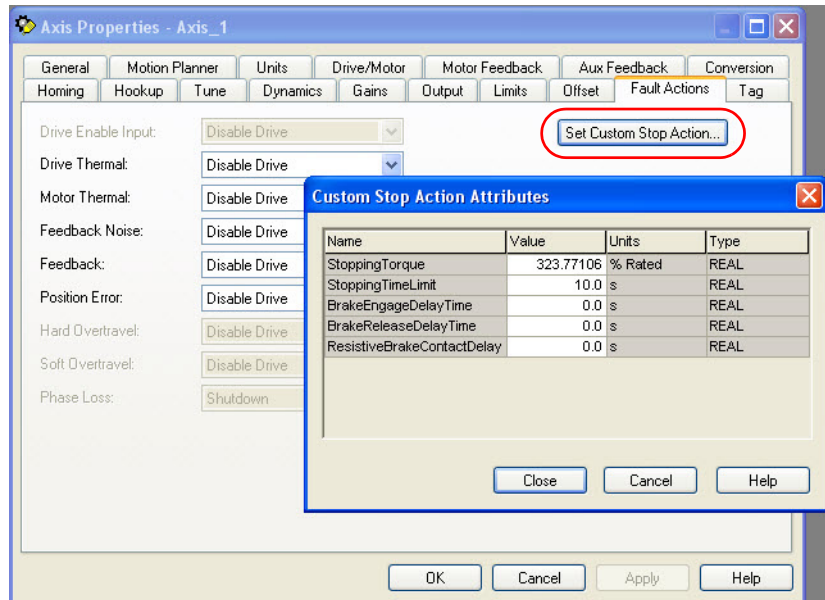 Axis Properties - Axis_1
General Motion Planner Units Drive/Motor Motor Feedback Aux Feedback Conversion
Homing Hookup Tune Dynamics Gains Output Limits Offset Fault Actions Tag
Drive Enable Input: Disable Drive Set Custom Stop Action...
Drive Thermal: Disable Drive
Motor Thermal: Disable Drive
Feedback Noise: Disable Drive
Feedback: Disable Drive
Position Error: Disable Drive
Hard Overtravel: Disable Drive
Soft Overtravel: Disable Drive
Phase Loss: Shutdown
Custom Stop Action Attributes
Name Value Units Type
StoppingTorque 323.77106 % Rated REAL
StoppingTimeLimit 10.0 s REAL
BrakeEngageDelayTime 0.0 s REAL
BrakeReleaseDelayTime 0.0 s REAL
ResistiveBrakeContactDelay 0.0 s REAL
Close Cancel Help
OK Cancel Apply Help